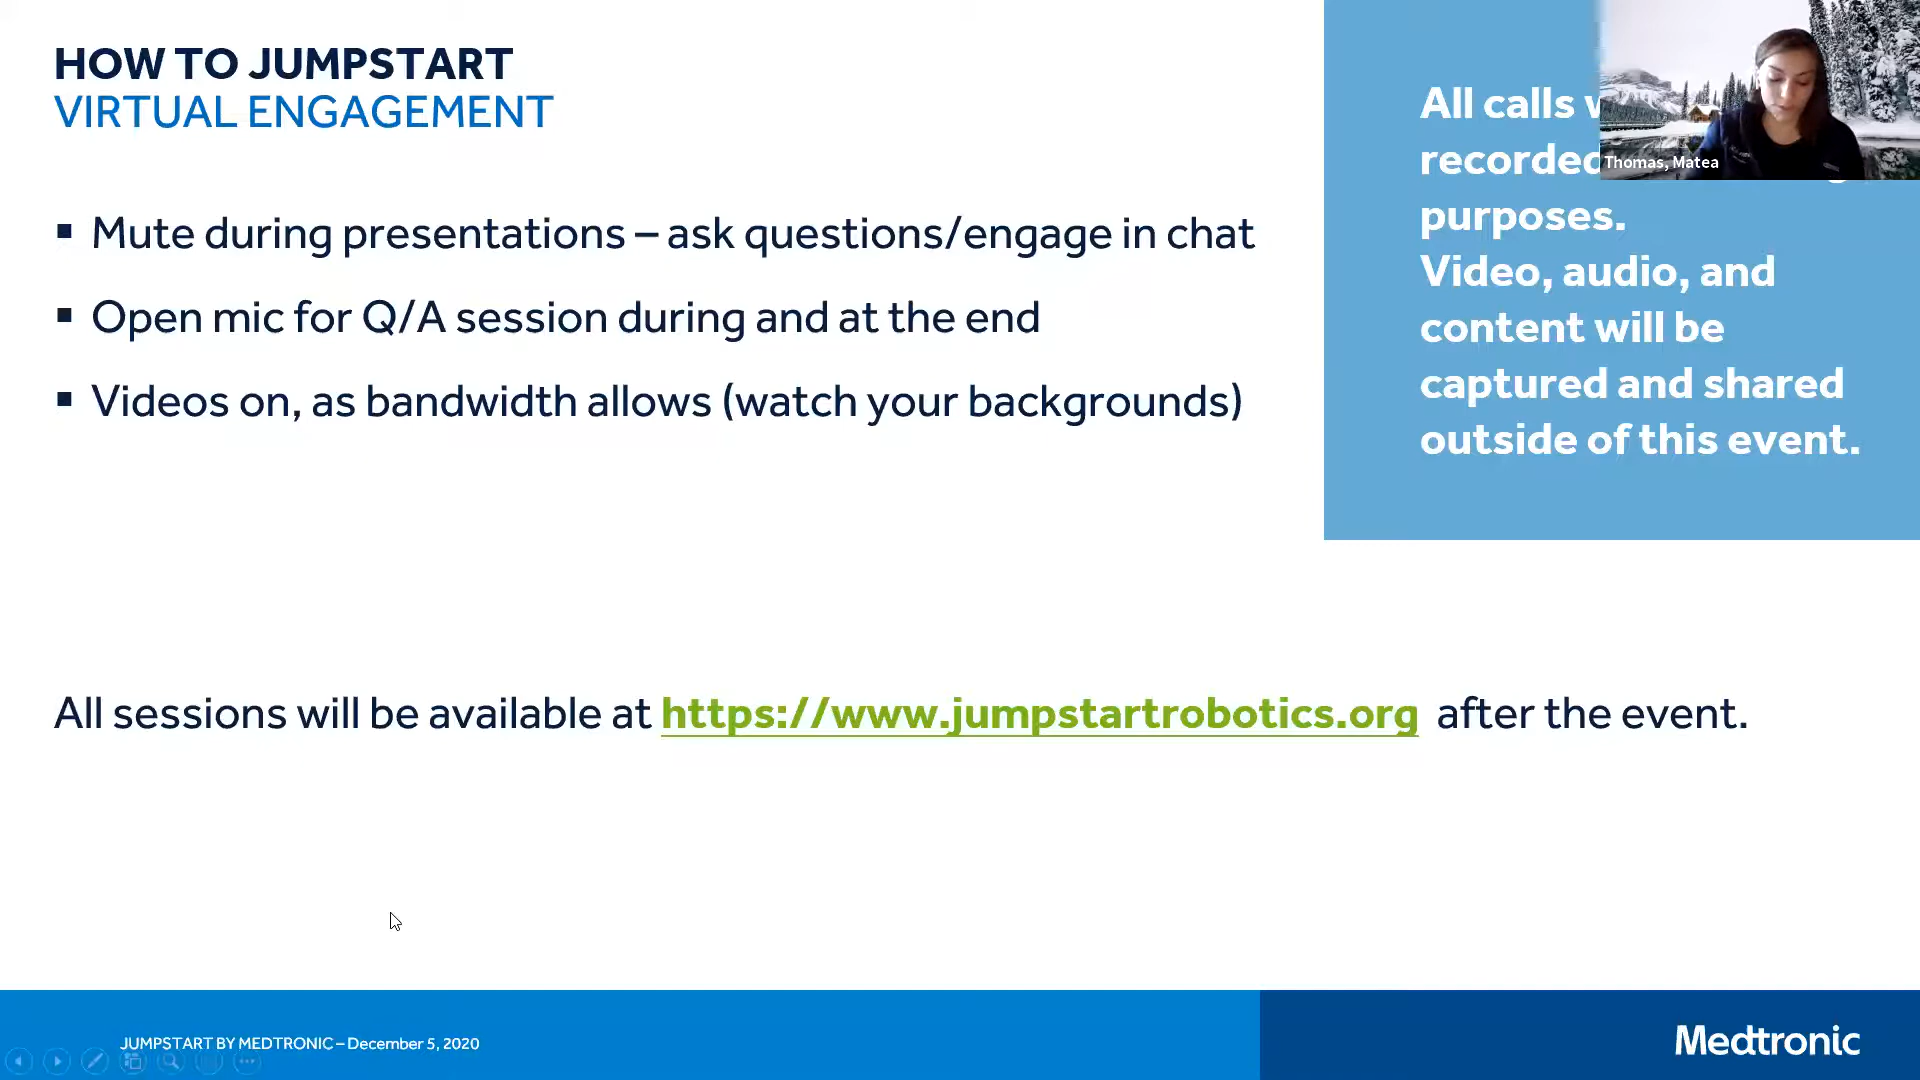 HOW TO JUMPSTART
VIRTUAL ENGAGEMENT
▪ Mute during presentations – ask questions/engage in chat
▪ Open mic for Q/A session during and at the end
▪ Videos on, as bandwidth allows (watch your backgrounds)
All calls
recorded
purposes.
Video, audio, and
content will be
captured and shared
outside of this event.
Thomas, Matea
All sessions will be available at https://www.jumpstartrobotics.org after the event.
JUMPSTART BY MEDTRONIC – December 5, 2020
Medtronic